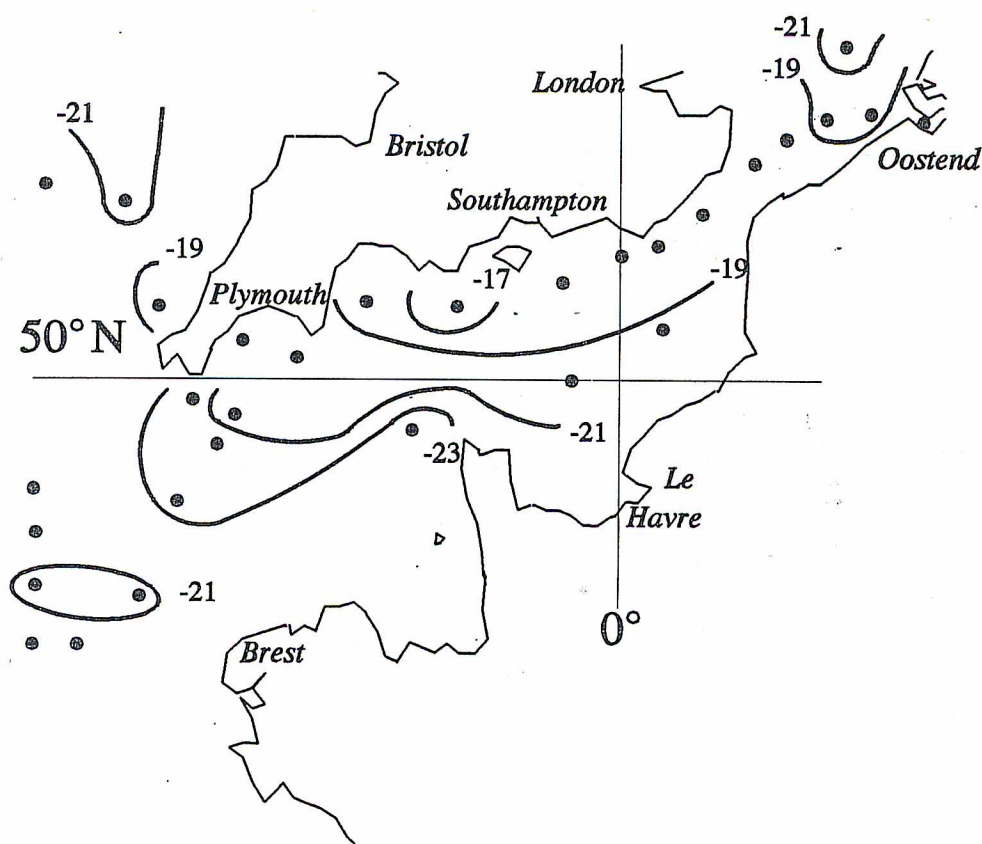 -21
-19
London
-21
Bristol
Oostend
Southampton
-19
-17
-19
Plymouth
50° N
-21
-23
Le
Havre
-21
0°
Brest